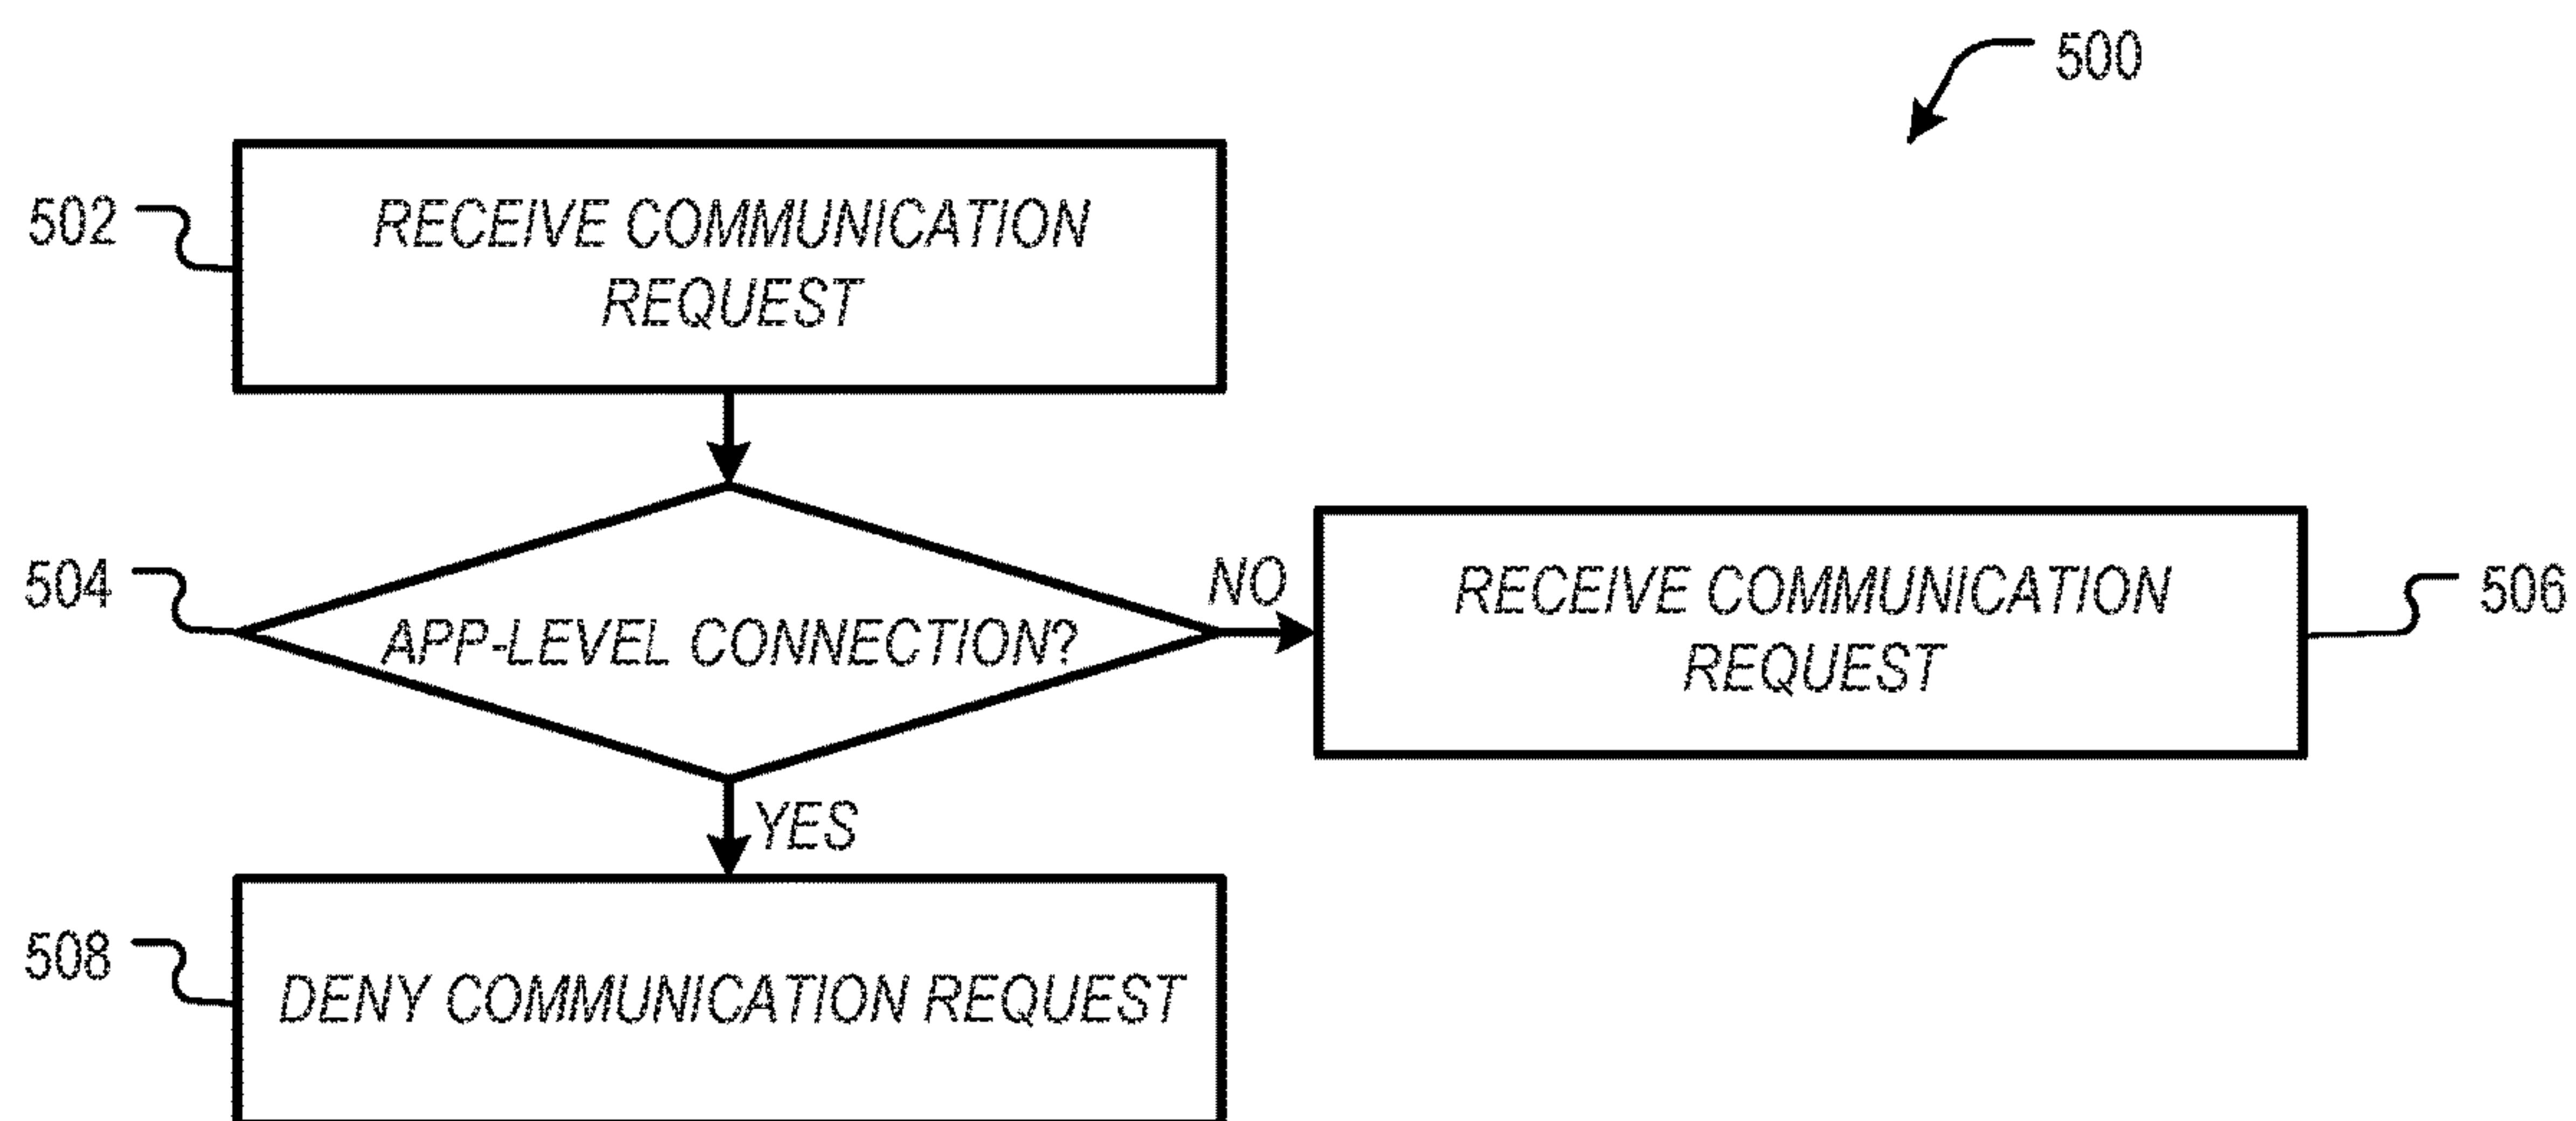 500
502
RECEIVE COMMUNICATION
REQUEST
504
APP-LEVEL CONNECTION?
NO
RECEIVE COMMUNICATION
REQUEST
506
YES
508
DENY COMMUNICATION REQUEST